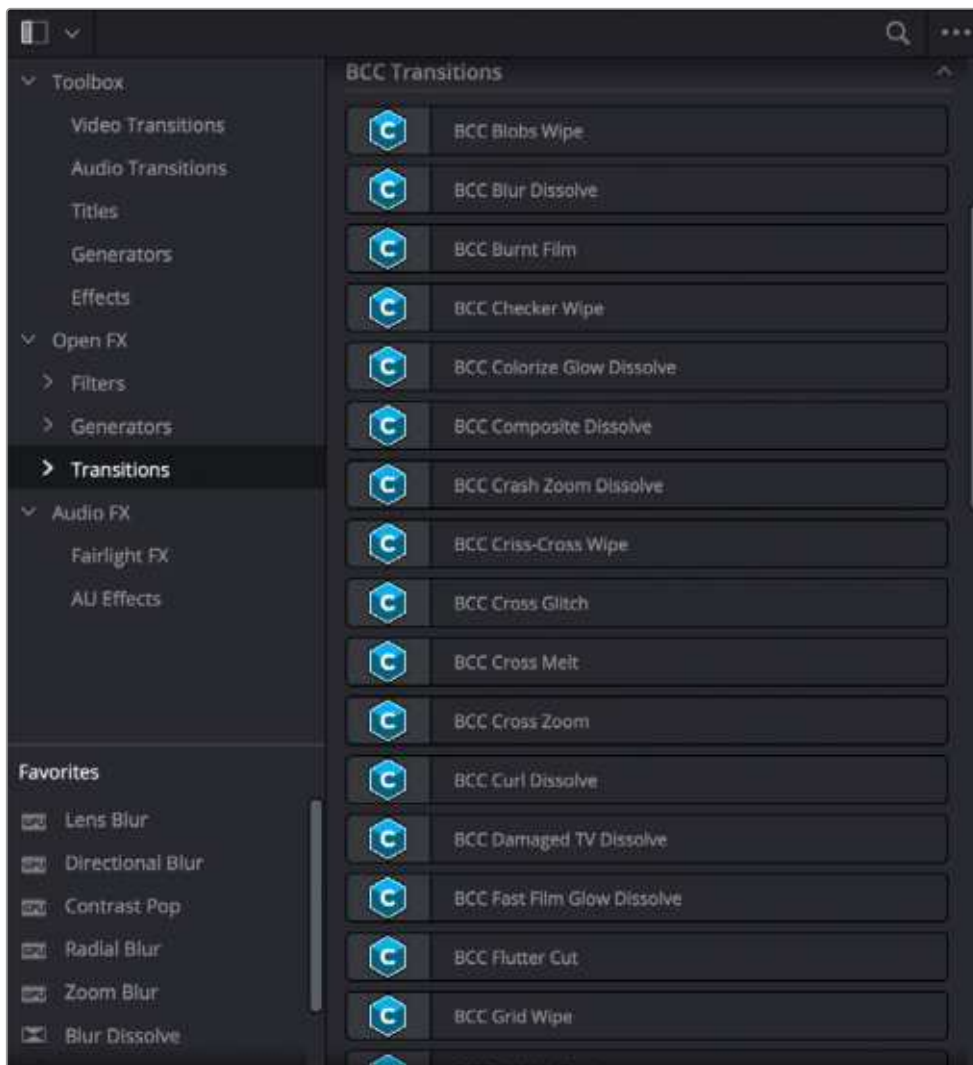 Toolbox
Video Transitions
Audio Transitions
Titles
Generators
Effects
Open FX
Filters
Generators
Transitions
Audio FX
Fairlight FX
AU Effects
Favorites
Lens Blur
Directional Blur
Contrast Pop
Radial Blur
Zoom Blur
Blur Dissolve
BCC Transitions
C BCC Blobs Wipe
C BCC Blur Dissolve
C BCC Burnt Film
C BCC Checker Wipe
C BCC Colorize Glow Dissolve
C BCC Composite Dissolve
C BCC Crash Zoom Dissolve
C BCC Criss-Cross Wipe
C BCC Cross Glitch
C BCC Cross Melt
C BCC Cross Zoom
C BCC Curl Dissolve
C BCC Damaged TV Dissolve
C BCC Fast Film Glow Dissolve
C BCC Flutter Cut
C BCC Grid Wipe